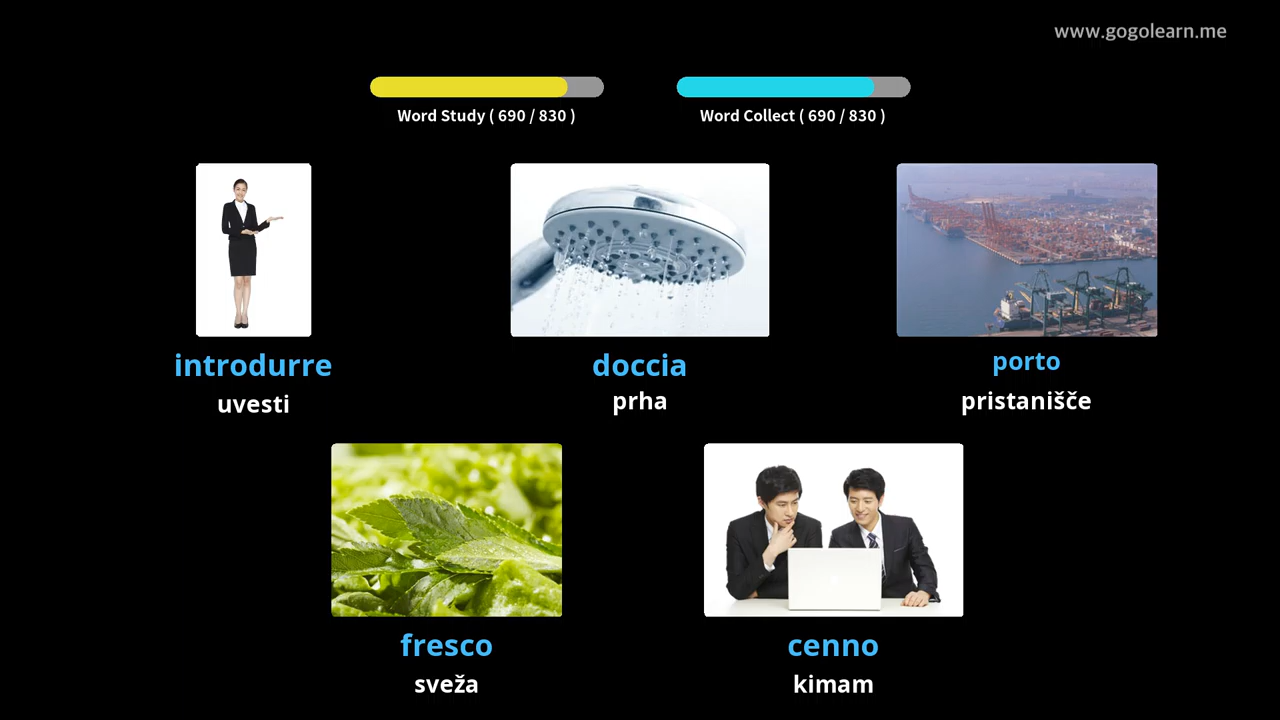 www.gogolearn.me
Word Study ( 690 / 830 )
Word Collect ( 690 / 830 )
introdurre
uvesti
doccia
prha
porto
pristanišče
fresco
sveža
cenno
kimam